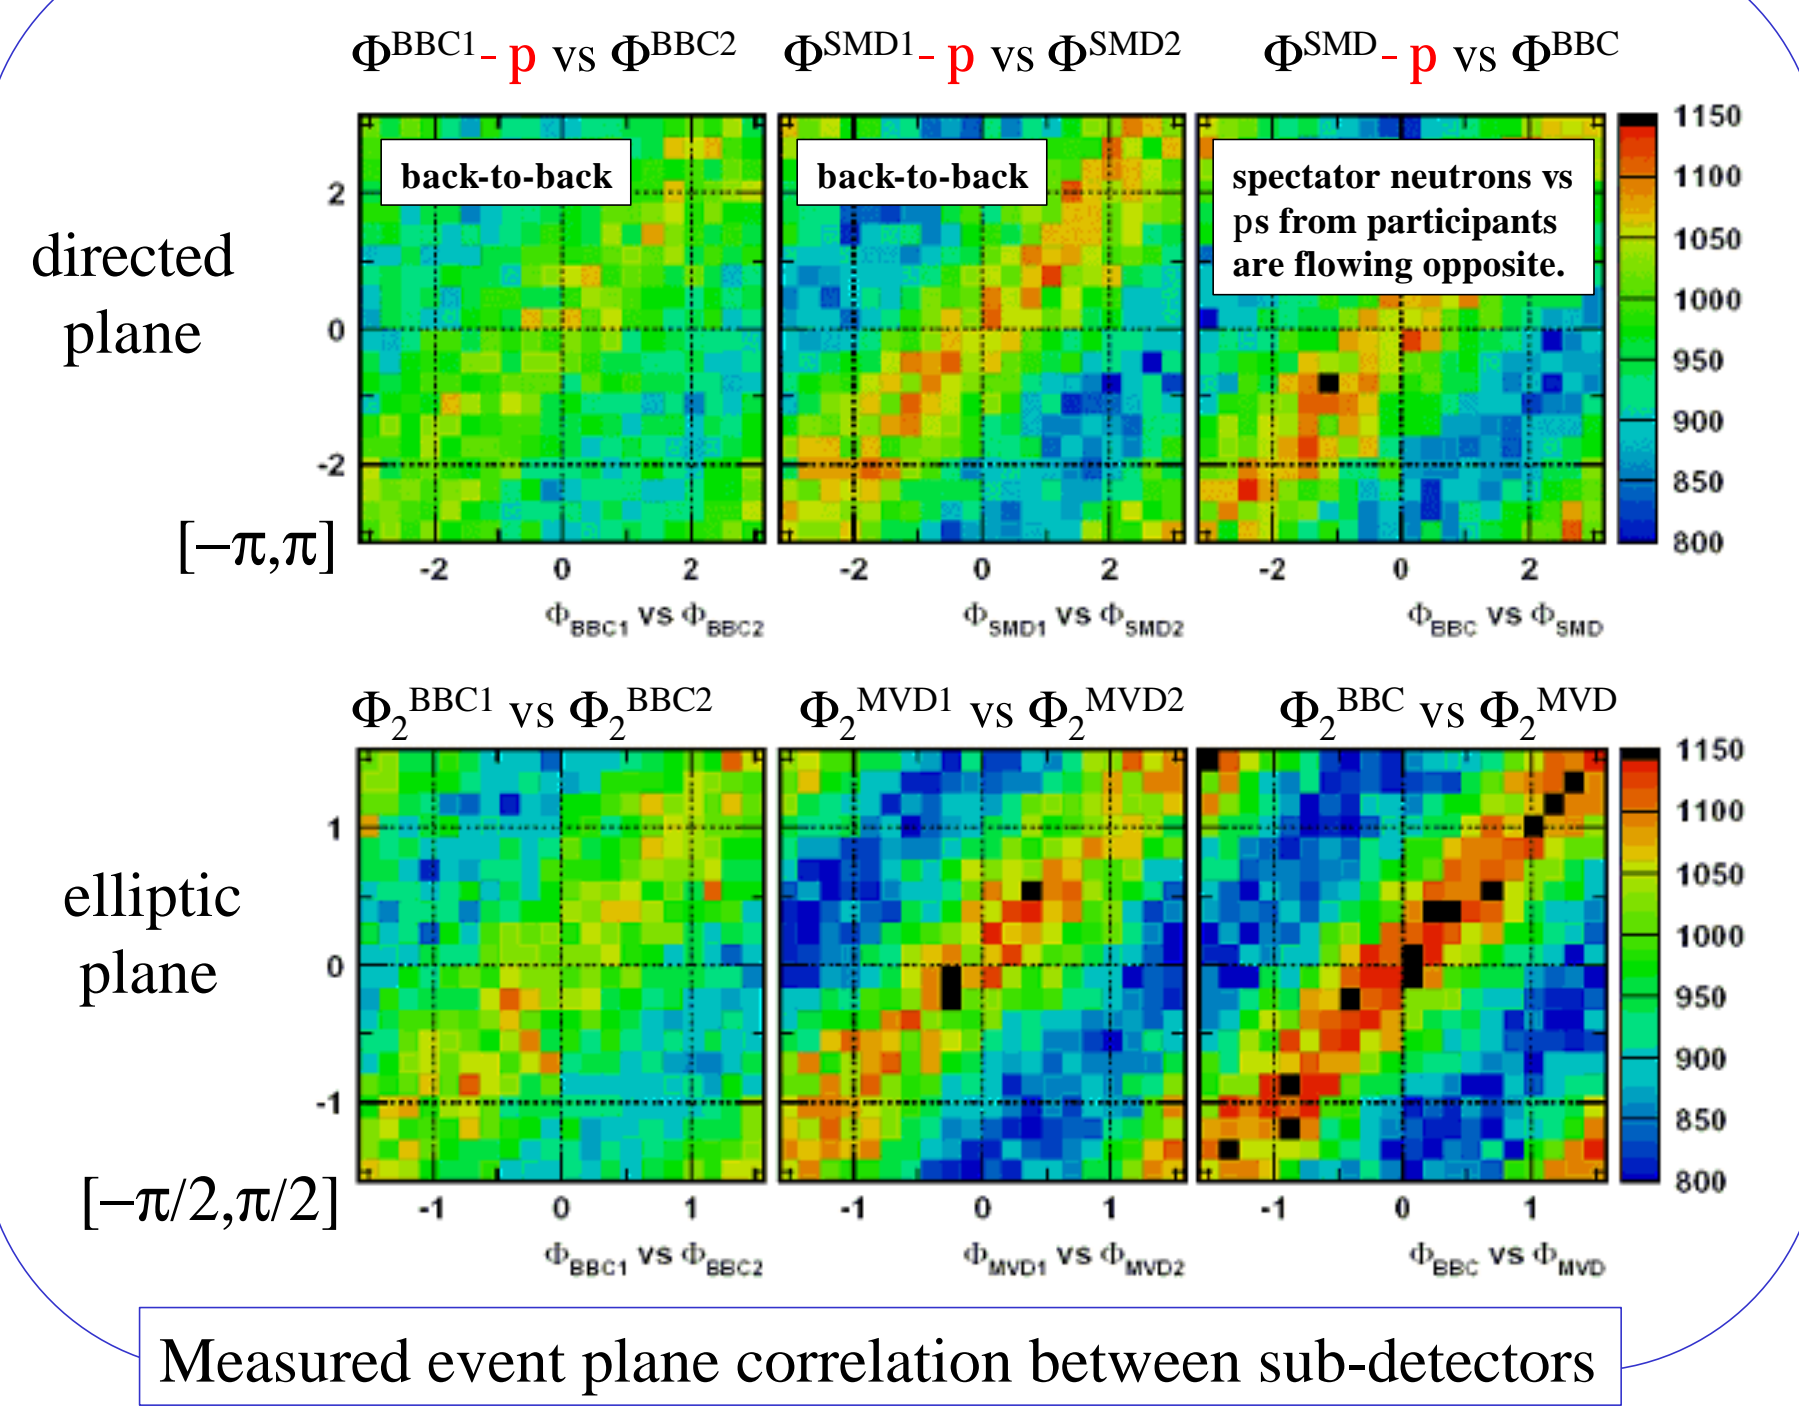 Φ^BBC1 - p vs Φ^BBC2
Φ^SMD1 - p vs Φ^SMD2
Φ^SMD - p vs Φ^BBC
directed
plane
[−π,π]
back-to-back
back-to-back
spectator neutrons vs
ps from participants
are flowing opposite.
2
0
-2
-2 0 2
-2 0 2
-2 0 2
1150
1100
1050
1000
950
900
850
800
Φ_BBC1 vs Φ_BBC2
Φ_SMD1 vs Φ_SMD2
Φ_BBC vs Φ_SMD
Φ_2^BBC1 vs Φ_2^BBC2
Φ_2^MVD1 vs Φ_2^MVD2
Φ_2^BBC vs Φ_2^MVD
elliptic
plane
[−π/2,π/2]
1
0
-1
-1 0 1
-1 0 1
-1 0 1
1150
1100
1050
1000
950
900
850
800
Φ_BBC1 vs Φ_BBC2
Φ_MVD1 vs Φ_MVD2
Φ_BBC vs Φ_MVD
Measured event plane correlation between sub-detectors